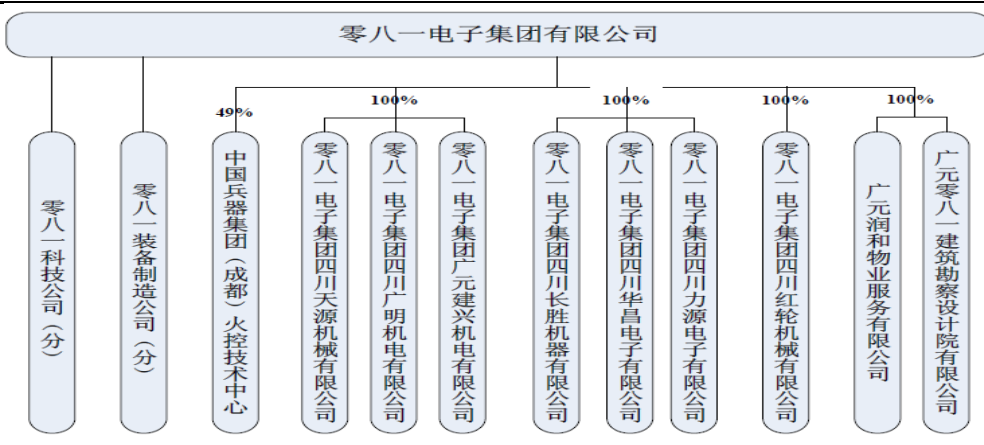 零八一电子集团有限公司
49%
100%
100%
100%
100%
零八一科技公司（分）
零八一装备制造公司（分）
中国兵器集团（成都）火控技术中心
零八一电子集团四川天源机械有限公司
零八一电子集团四川广明机电有限公司
零八一电子集团广元建兴机电有限公司
零八一电子集团四川长胜机器有限公司
零八一电子集团四川华昌电子有限公司
零八一电子集团四川力源电子有限公司
零八一电子集团四川红轮机械有限公司
广元润和物业服务有限公司
广元零八一建筑勘察设计院有限公司